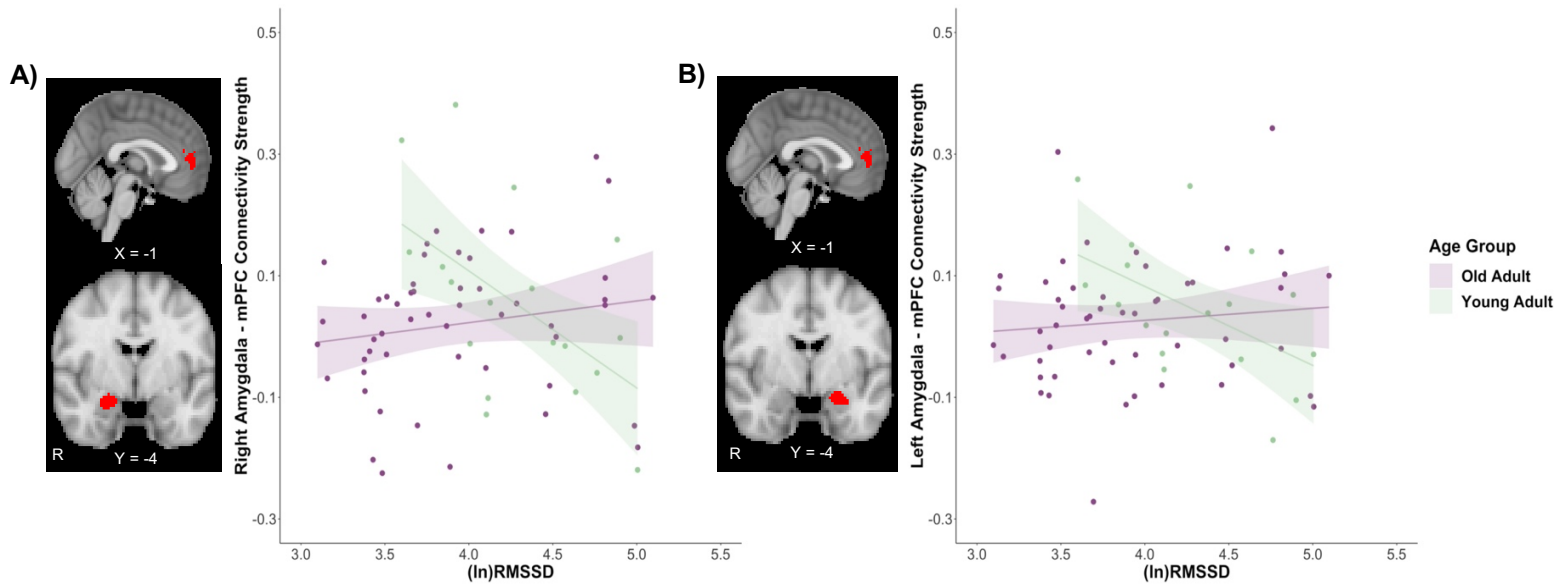 A)
X = -1
R
Y = -4
Right Amygdala - mPFC Connectivity Strength
0.5
0.3
0.1
-0.1
-0.3
3.0 3.5 4.0 4.5 5.0 5.5
(ln)RMSSD
B)
X = -1
R
Y = -4
Left Amygdala - mPFC Connectivity Strength
0.5
0.3
0.1
-0.1
-0.3
3.0 3.5 4.0 4.5 5.0 5.5
(ln)RMSSD
Age Group
Old Adult
Young Adult